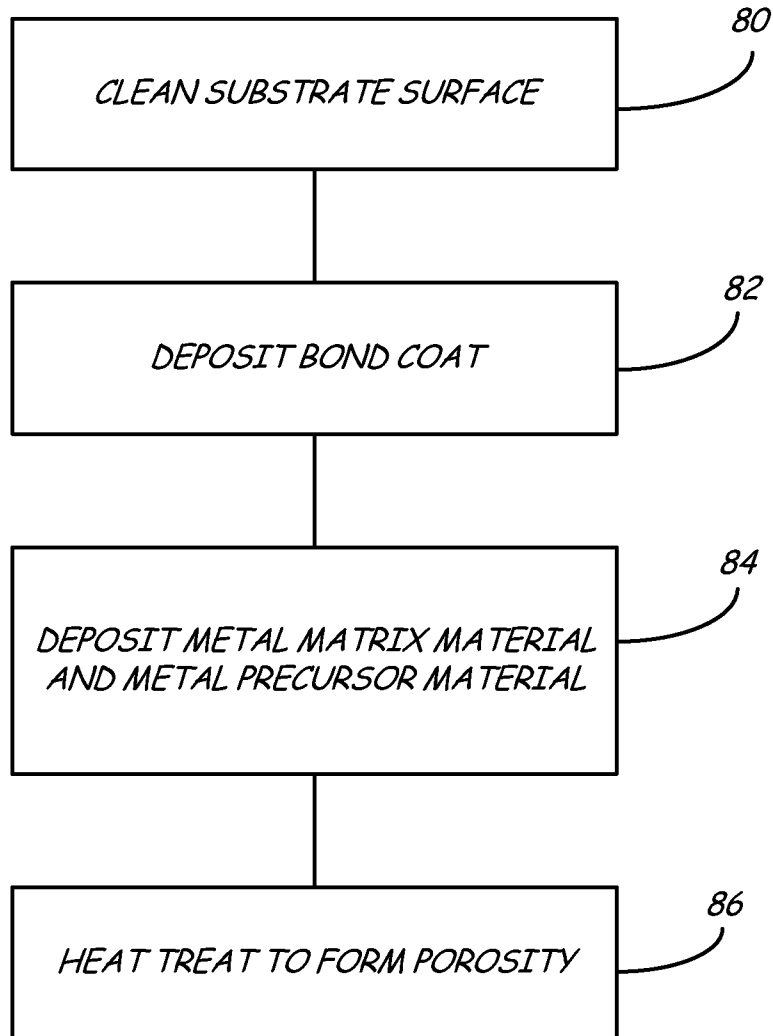 80
CLEAN SUBSTRATE SURFACE
82
DEPOSIT BOND COAT
84
DEPOSIT METAL MATRIX MATERIAL
AND METAL PRECURSOR MATERIAL
86
HEAT TREAT TO FORM POROSITY